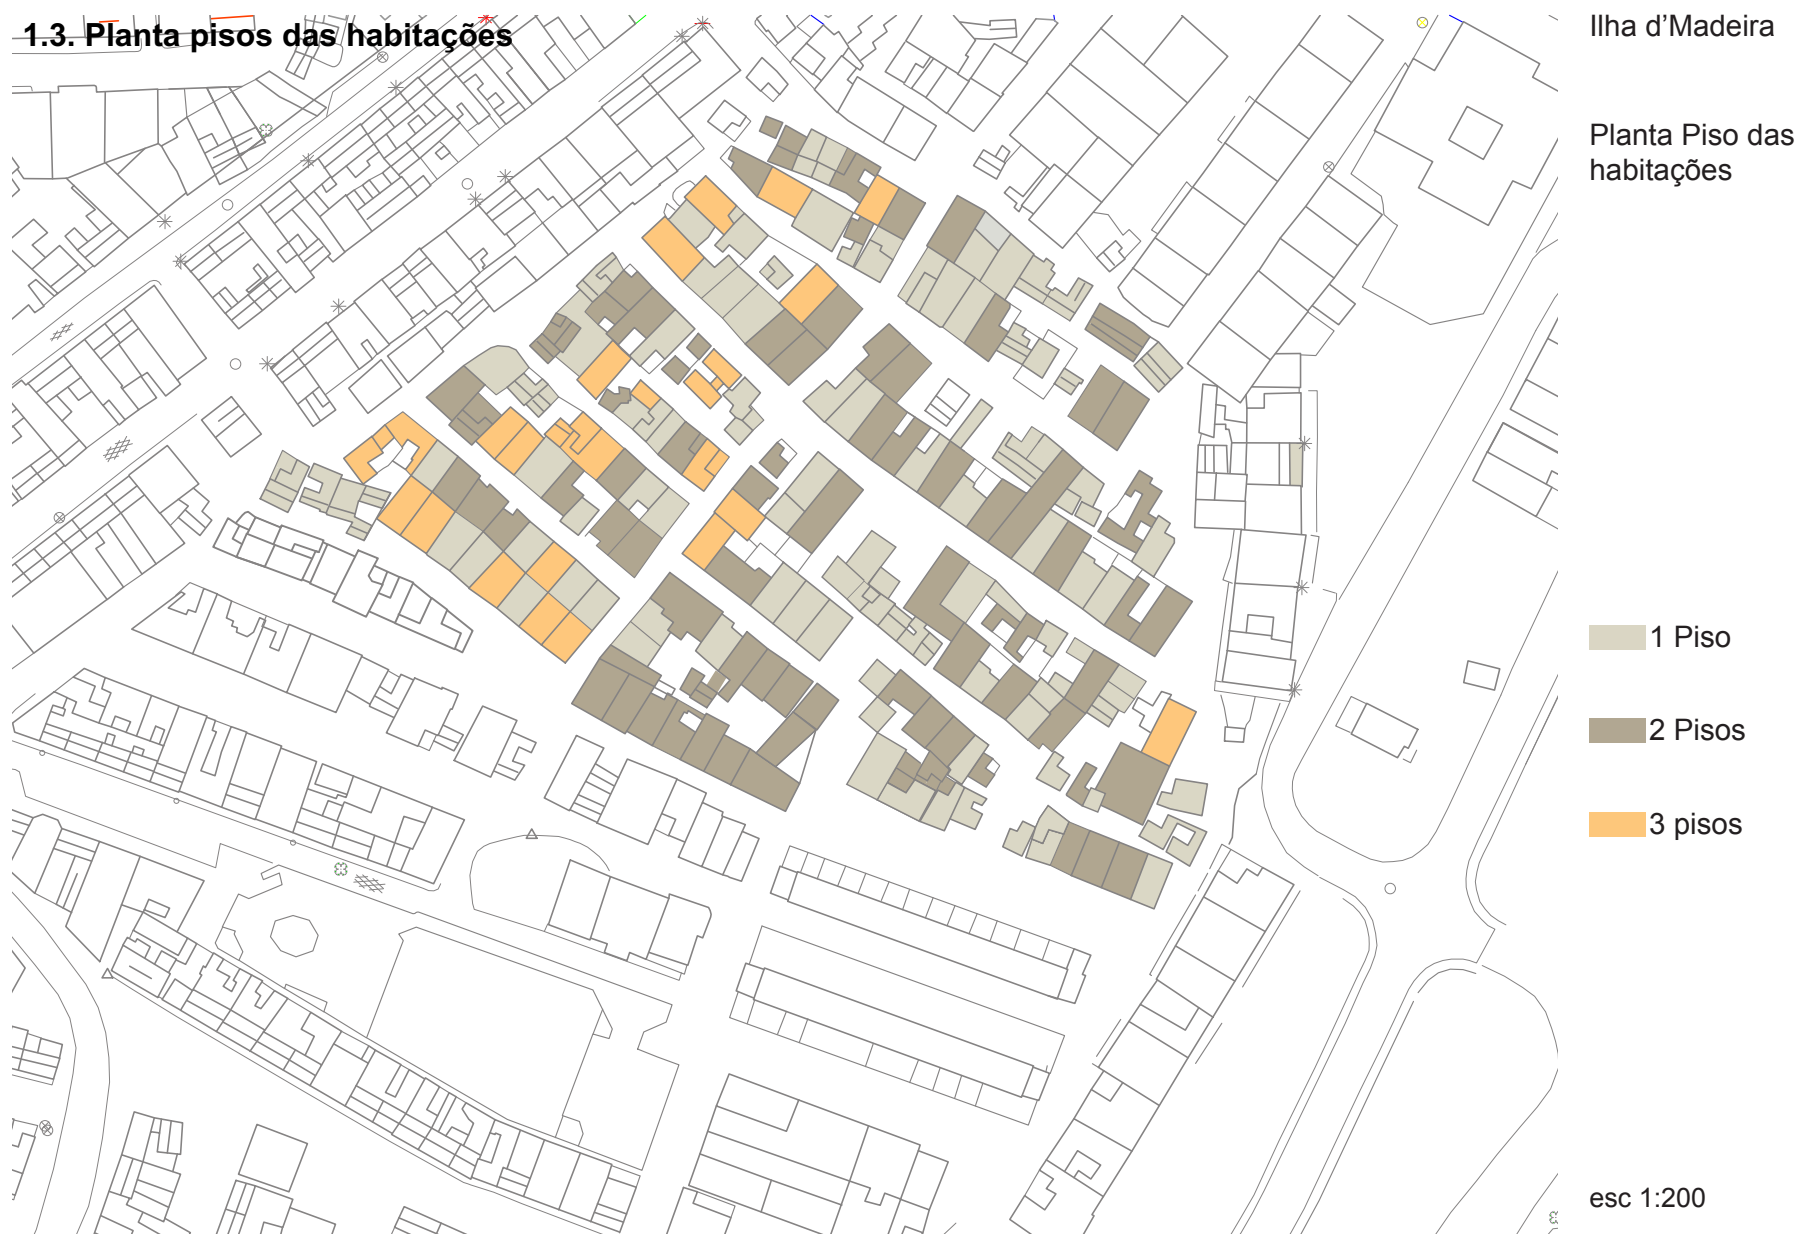 1.3. Planta pisos das habitações
Ilha d’Madeira
Planta Piso das
habitações
1 Piso
2 Pisos
3 pisos
esc 1:200